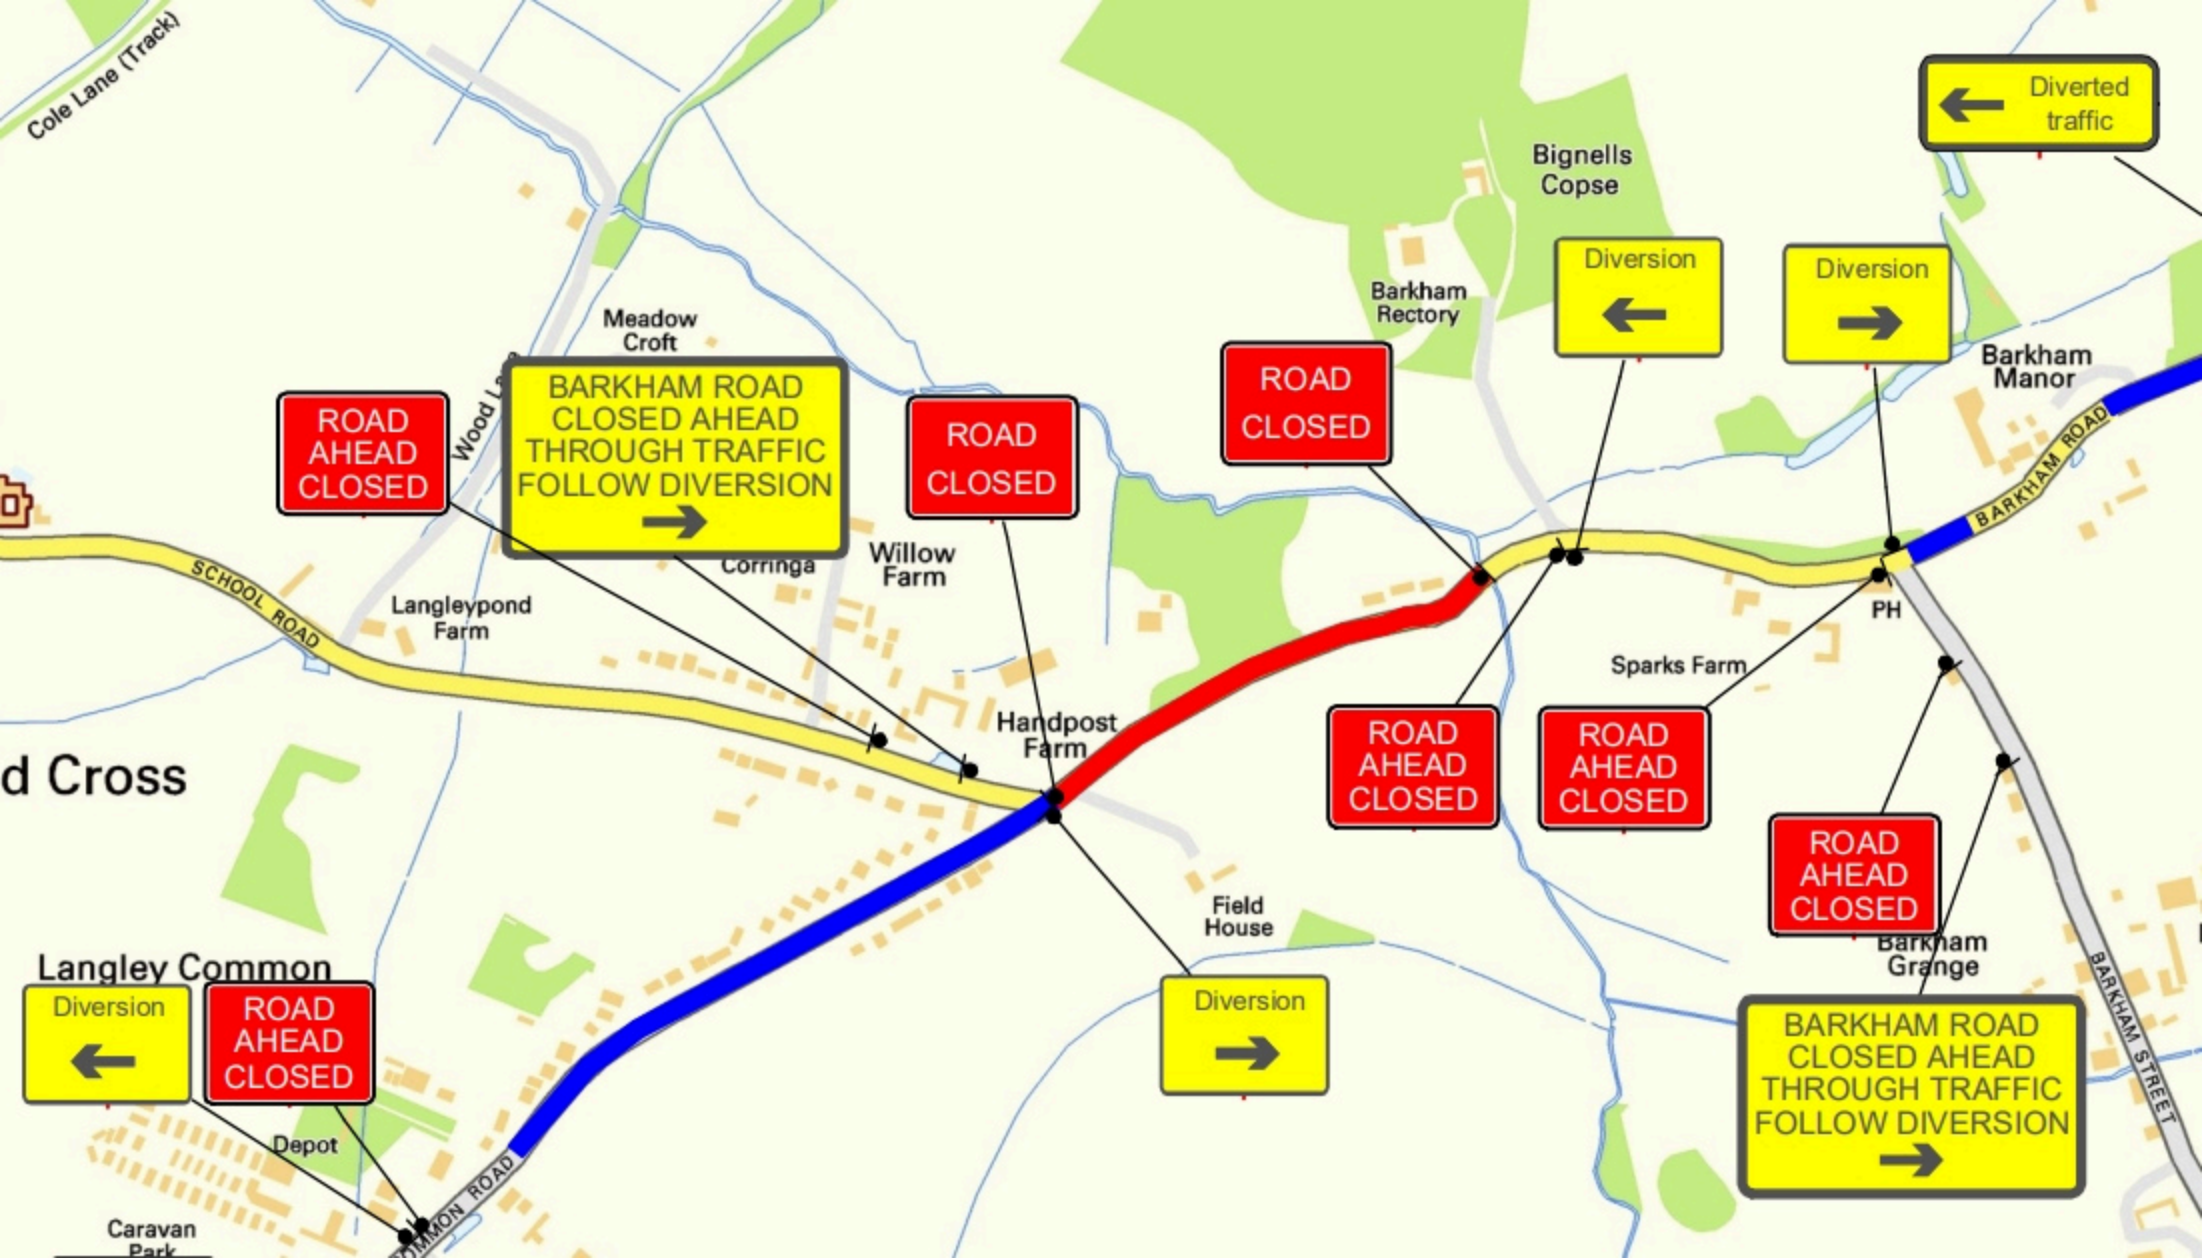 Cole Lane (Track)
Diverted
traffic
Bignells
Copse
Diversion
Diversion
Barkham
Rectory
Meadow
Croft
Barkham
Manor
ROAD
CLOSED
BARKHAM ROAD
CLOSED AHEAD
THROUGH TRAFFIC
FOLLOW DIVERSION
ROAD
AHEAD
CLOSED
Wood
ROAD
CLOSED
BARKHAM ROAD
Corringa
Willow
Farm
SCHOOL ROAD
Langleypond
Farm
PH
Sparks Farm
Handpost
Farm
ROAD
AHEAD
CLOSED
ROAD
AHEAD
CLOSED
d Cross
ROAD
AHEAD
CLOSED
Field
House
Barkham
Grange
BARKHAM STREET
Langley Common
Diversion
ROAD
AHEAD
CLOSED
Diversion
BARKHAM ROAD
CLOSED AHEAD
THROUGH TRAFFIC
FOLLOW DIVERSION
Depot
OMMON ROAD
Caravan
Park